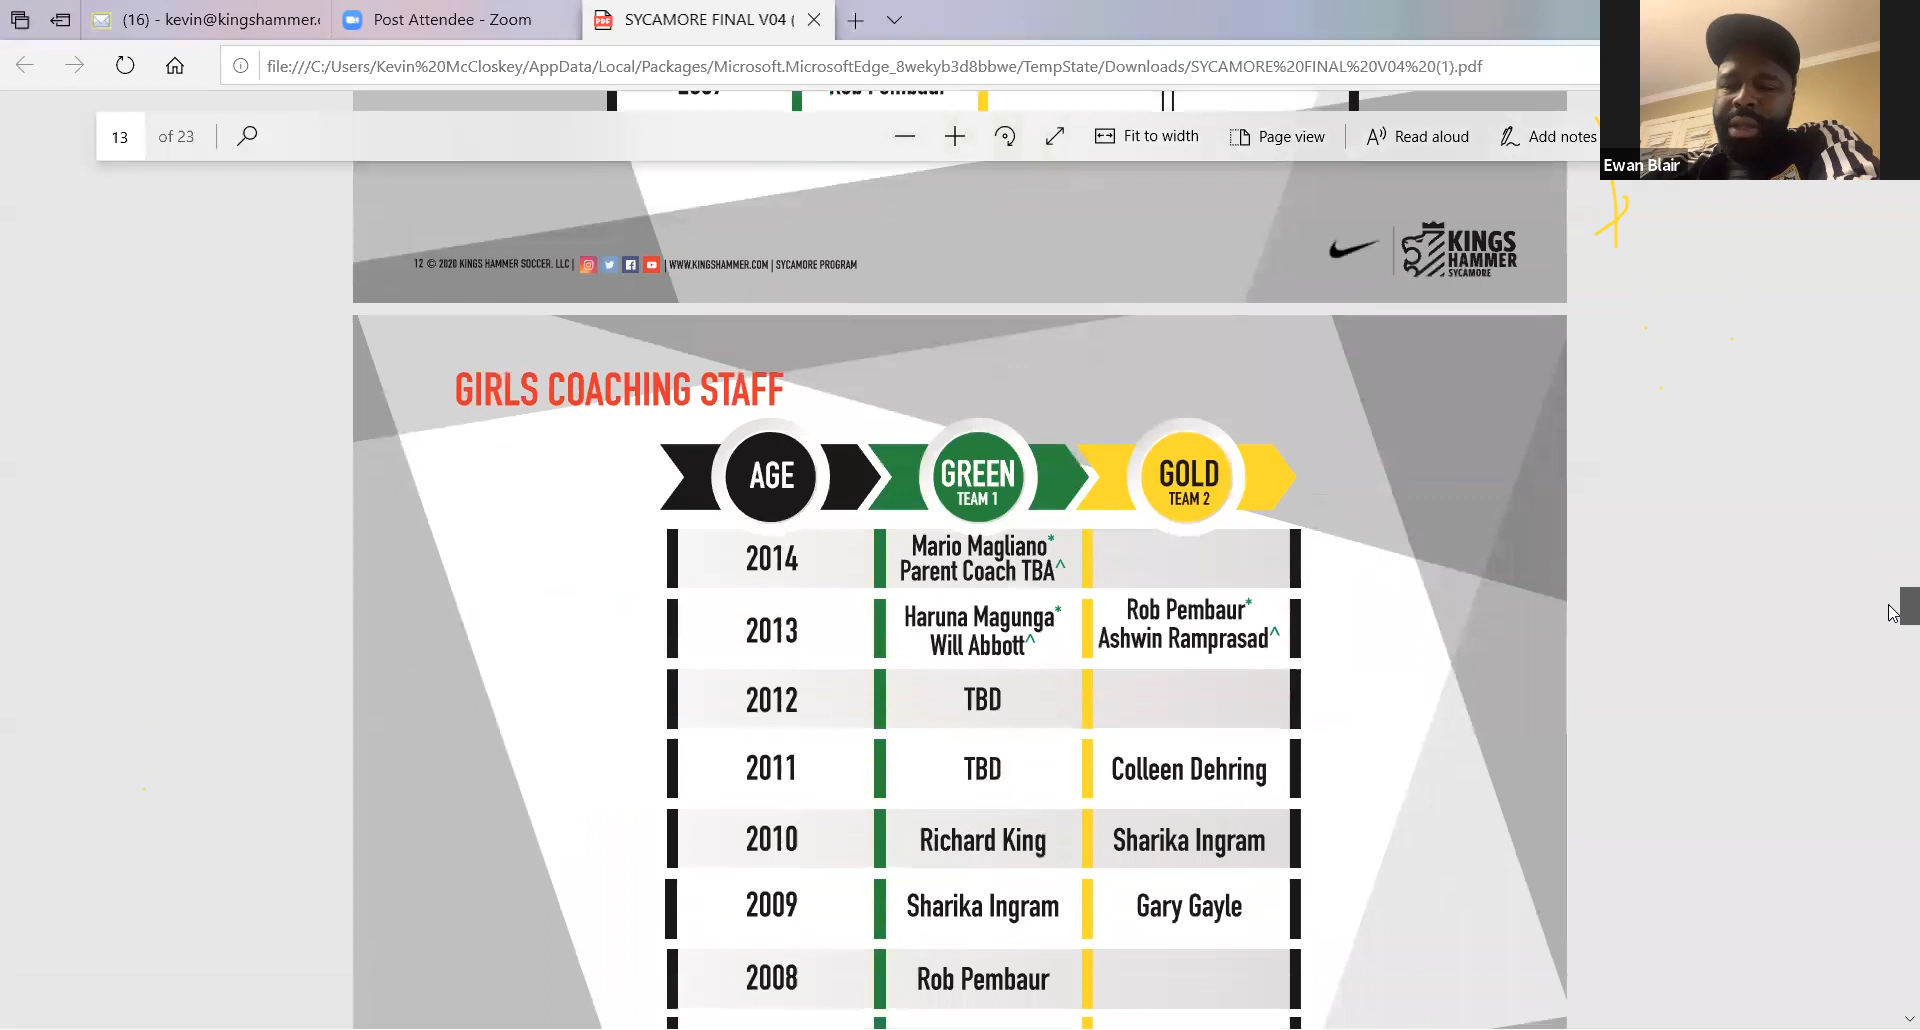 (16) - kevin@kingshammer.c
Post Attendee - Zoom
SYCAMORE FINAL V04 (
file:///C:/Users/Kevin%20McCloskey/AppData/Local/Packages/Microsoft.MicrosoftEdge_8wekyb3d8bbwe/TempState/Downloads/SYCAMORE%20FINAL%20V04%20(1).pdf
2007 Rob Pembaur
13 of 23
Fit to width
Page view
Read aloud
Add notes
Ewan Blair
12 © 2020 KINGS HAMMER SOCCER. LLC | | WWW.KINGSHAMMER.COM | SYCAMORE PROGRAM
KINGS
HAMMER
SYCAMORE
GIRLS COACHING STAFF
AGE
GREEN
TEAM 1
GOLD
TEAM 2
2014
Mario Magliano*
Parent Coach TBA^
2013
Haruna Magunga*
Will Abbott^
Rob Pembaur*
Ashwin Ramprasad^
2012
TBD
2011
TBD
Colleen Dehring
2010
Richard King
Sharika Ingram
2009
Sharika Ingram
Gary Gayle
2008
Rob Pembaur